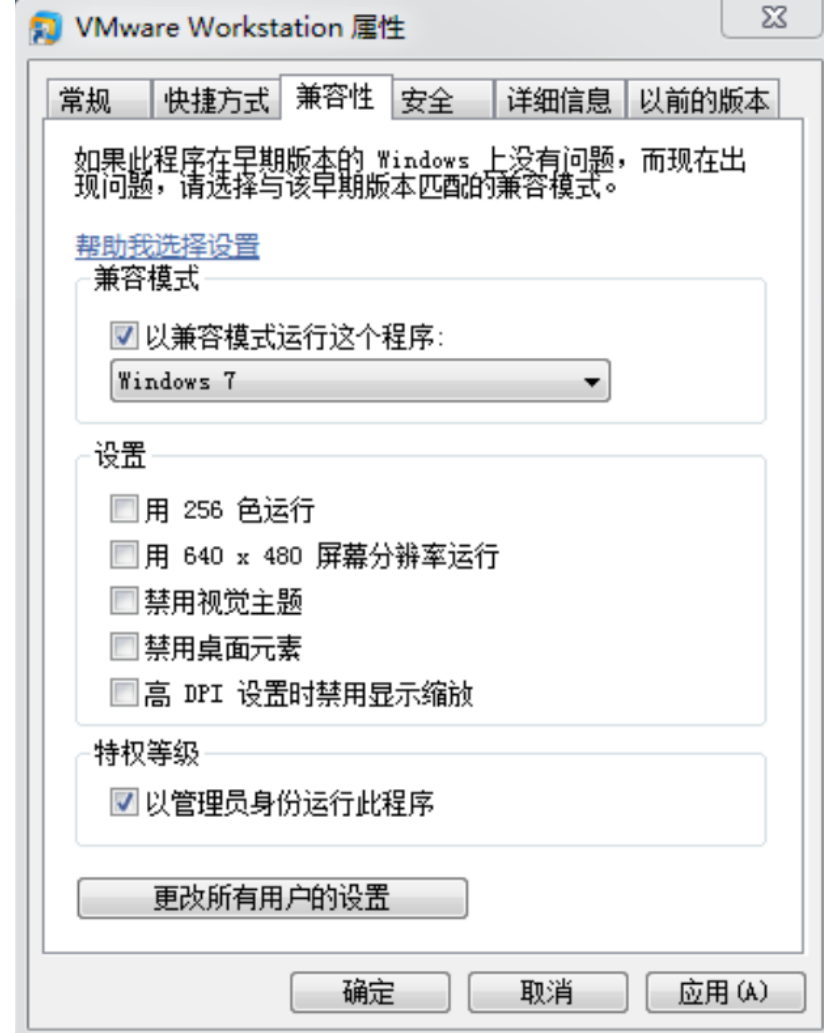 VMware Workstation 属性
常规 快捷方式 兼容性 安全 详细信息 以前的版本
如果此程序在早期版本的 Windows 上没有问题，而现在出
现问题，请选择与该早期版本匹配的兼容模式。
帮助我选择设置
兼容模式
以兼容模式运行这个程序:
Windows 7
设置
用 256 色运行
用 640 x 480 屏幕分辨率运行
禁用视觉主题
禁用桌面元素
高 DPI 设置时禁用显示缩放
特权等级
以管理员身份运行此程序
更改所有用户的设置
确定 取消 应用(A)